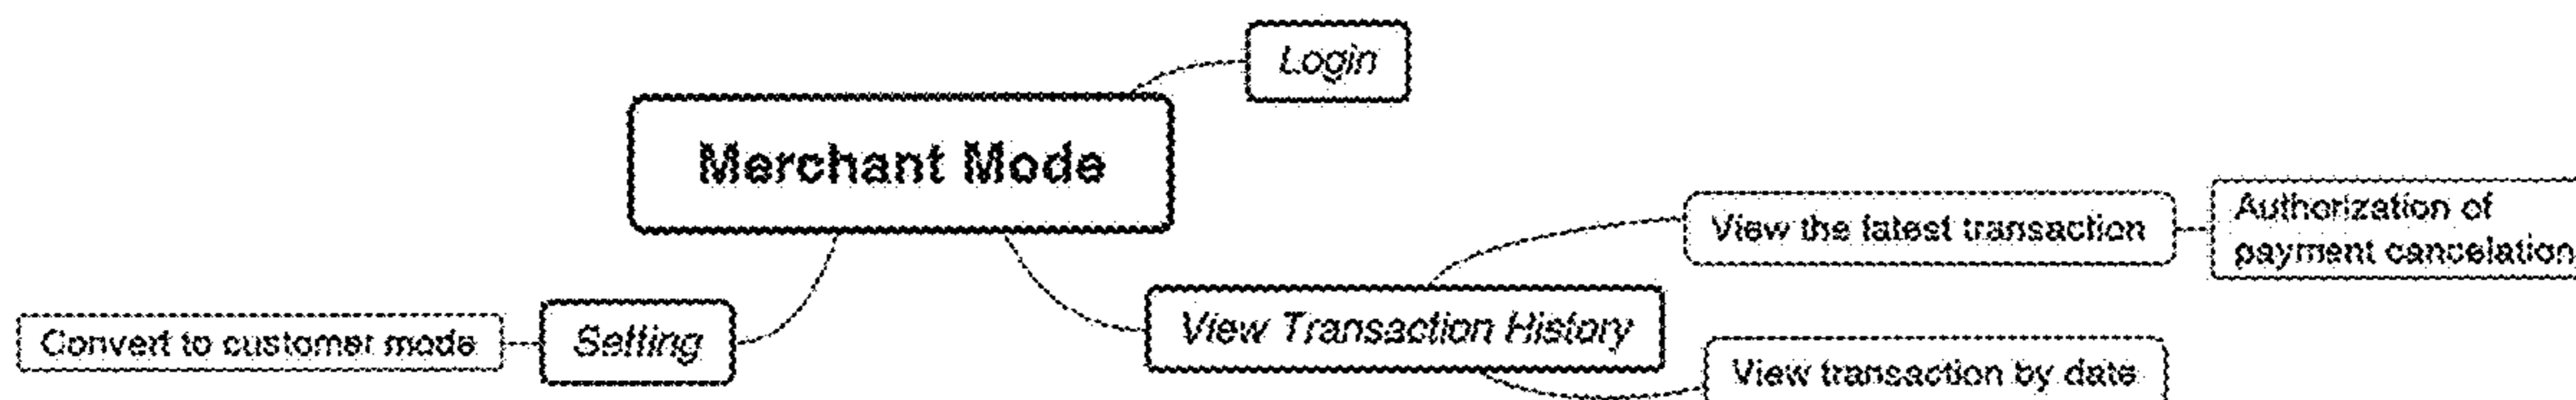 Login
Merchant Mode
View the latest transaction
Authorization of
payment cancelation
View Transaction History
Convert to customer mode
Setting
View transaction by date